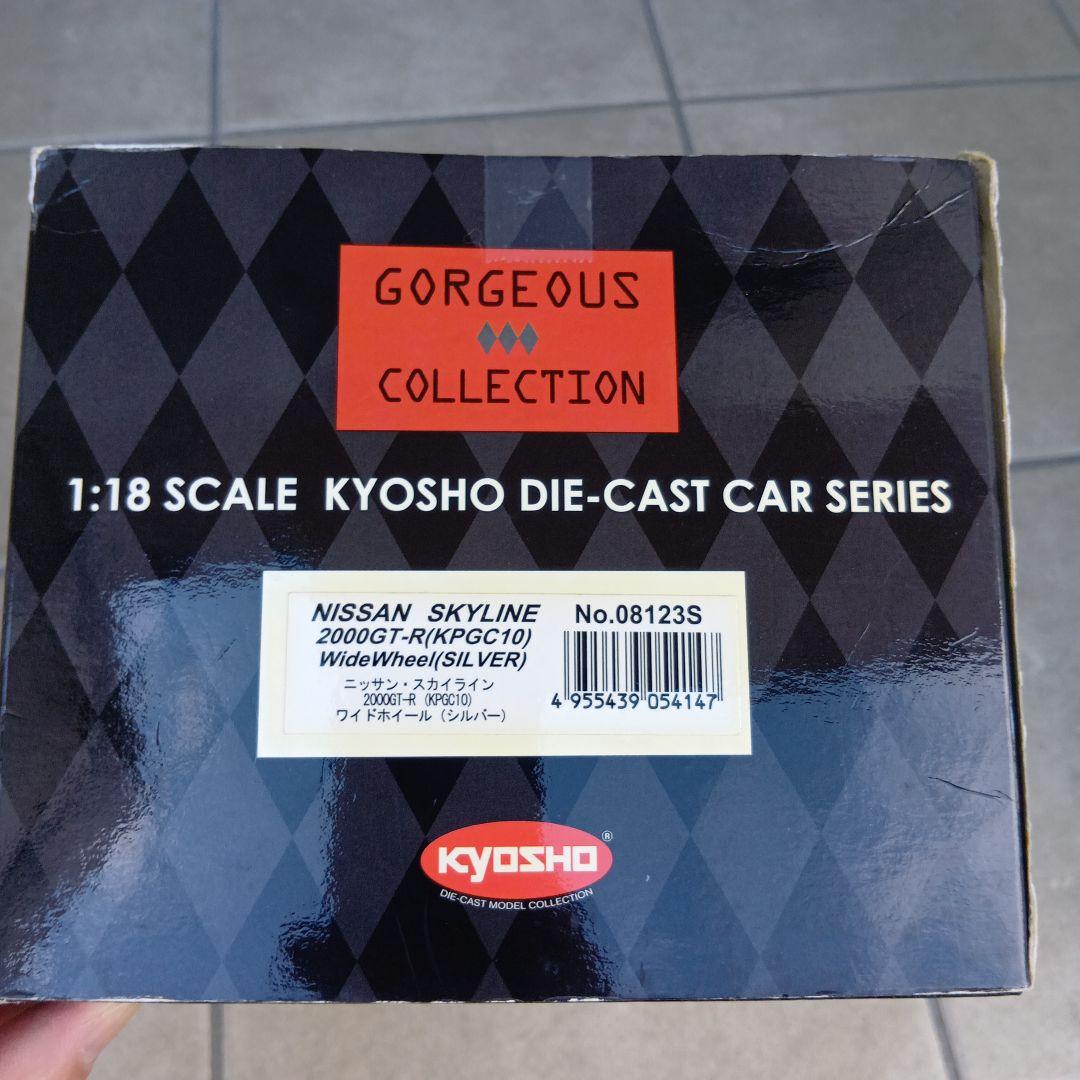 GORGEOUS
COLLECTION
1:18 SCALE KYOSHO DIE-CAST CAR SERIES
NISSAN SKYLINE No.08123S
2000GT-R(KPGC10)
WideWheel(SILVER)
ニッサン・スカイライン
2000GT-R (KPGC10)
ワイドホイール (シルバー)
4 955439 054147
KYOSHO ®
DIE-CAST MODEL COLLECTION